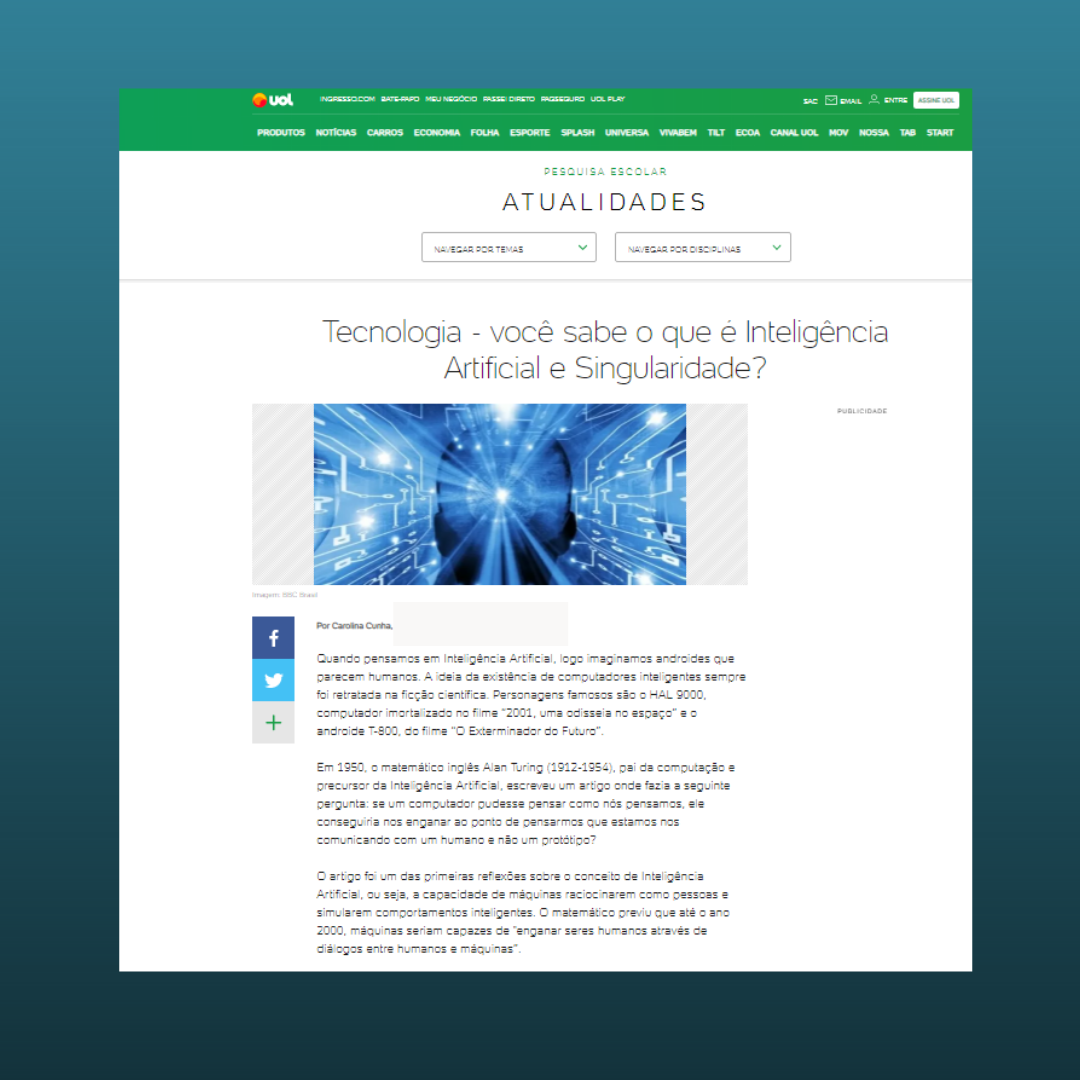 uol INGRESSO.COM BATE-PAPO MEU NEGÓCIO PASSEI DIRETO PAGSEGURO UOL PLAY SAC EMAIL ENTRE ASSINE UOL
PRODUTOS NOTÍCIAS CARROS ECONOMIA FOLHA ESPORTE SPLASH UNIVERSA VIVABEM TILT ECOA CANAL UOL MOV NOSSA TAB START
PESQUISA ESCOLAR
ATUALIDADES
NAVEGAR POR TEMAS NAVEGAR POR DISCIPLINAS
Tecnologia - você sabe o que é Inteligência
Artificial e Singularidade?
PUBLICIDADE
Imagem: BBC Brasil
Por Carolina Cunha,
Quando pensamos em Inteligência Artificial, logo imaginamos androides que
parecem humanos. A ideia da existência de computadores inteligentes sempre
foi retratada na ficção científica. Personagens famosos são o HAL 9000,
computador imortalizado no filme "2001, uma odisseia no espaço" e o
androide T-800, do filme "O Exterminador do Futuro".
Em 1950, o matemático inglês Alan Turing (1912-1954), pai da computação e
precursor da Inteligência Artificial, escreveu um artigo onde fazia a seguinte
pergunta: se um computador pudesse pensar como nós pensamos, ele
conseguiria nos enganar ao ponto de pensarmos que estamos nos
comunicando com um humano e não um protótipo?
O artigo foi um das primeiras reflexões sobre o conceito de Inteligência
Artificial, ou seja, a capacidade de máquinas raciocinarem como pessoas e
simularem comportamentos inteligentes. O matemático previu que até o ano
2000, máquinas seriam capazes de "enganar seres humanos através de
diálogos entre humanos e máquinas".